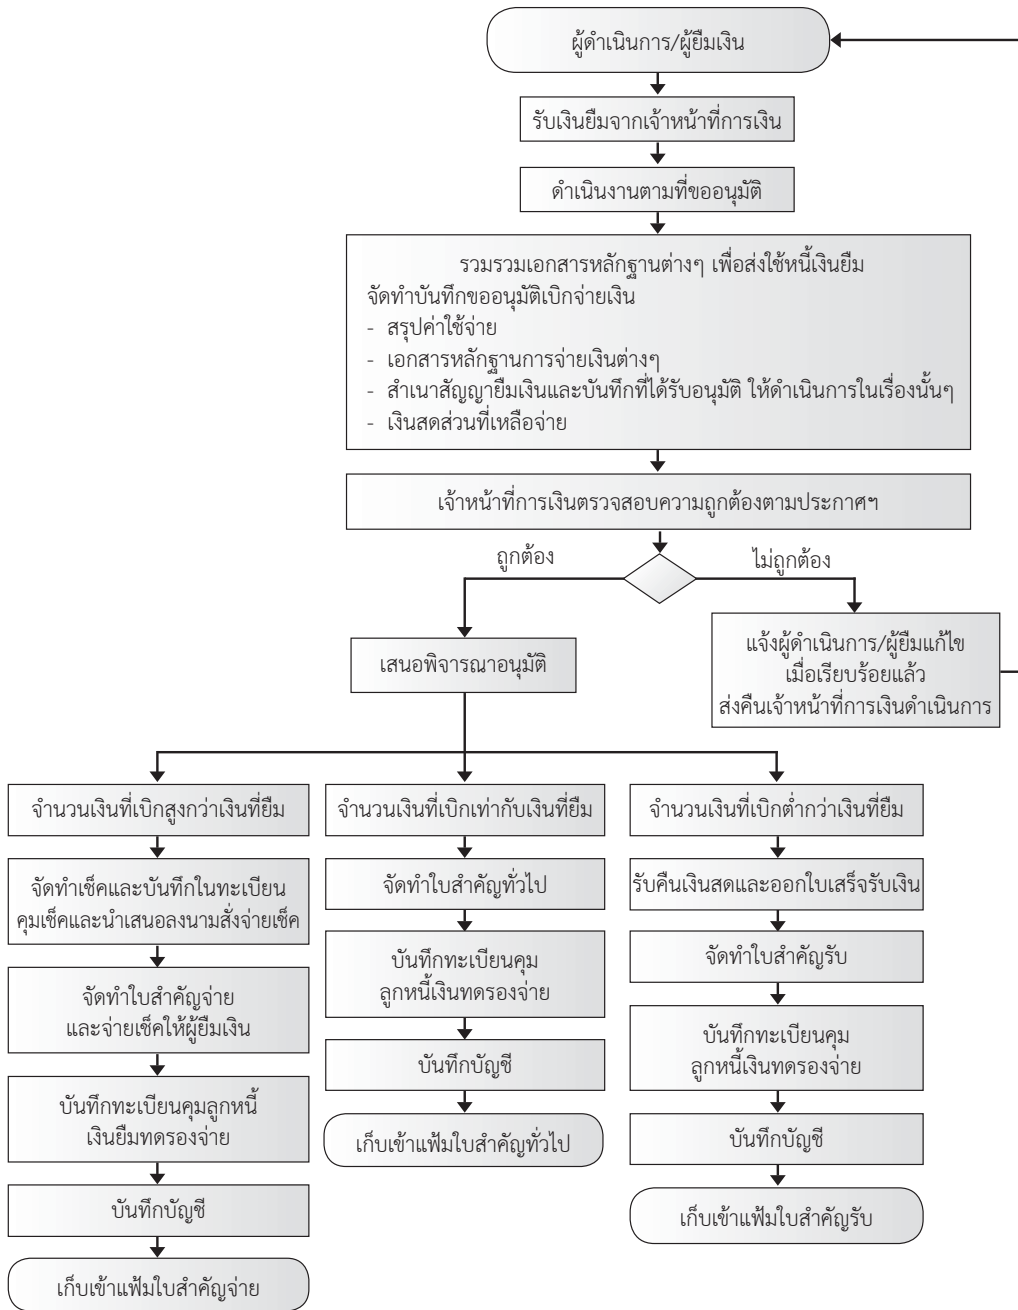 ผู้ดำเนินการ/ผู้ยืมเงิน
รับเงินยืมจากเจ้าหน้าที่การเงิน
ดำเนินงานตามที่ขออนุมัติ
รวมรวมเอกสารหลักฐานต่างๆ เพื่อส่งใช้หนี้เงินยืม
จัดทำบันทึกขออนุมัติเบิกจ่ายเงิน
- สรุปค่าใช้จ่าย
- เอกสารหลักฐานการจ่ายเงินต่างๆ
- สำเนาสัญญายืมเงินและบันทึกที่ได้รับอนุมัติ ให้ดำเนินการในเรื่องนั้นๆ
- เงินสดส่วนที่เหลือจ่าย
เจ้าหน้าที่การเงินตรวจสอบความถูกต้องตามประกาศฯ
ถูกต้อง
ไม่ถูกต้อง
เสนอพิจารณาอนุมัติ
แจ้งผู้ดำเนินการ/ผู้ยืมแก้ไข
เมื่อเรียบร้อยแล้ว
ส่งคืนเจ้าหน้าที่การเงินดำเนินการ
จำนวนเงินที่เบิกสูงกว่าเงินที่ยืม
จัดทำเช็คและบันทึกในทะเบียน
คุมเช็คและนำเสนอลงนามสั่งจ่ายเช็ค
จัดทำใบสำคัญจ่าย
และจ่ายเช็คให้ผู้ยืมเงิน
บันทึกทะเบียนคุมลูกหนี้
เงินยืมทดรองจ่าย
บันทึกบัญชี
เก็บเข้าแฟ้มใบสำคัญจ่าย
จำนวนเงินที่เบิกเท่ากับเงินที่ยืม
จัดทำใบสำคัญทั่วไป
บันทึกทะเบียนคุม
ลูกหนี้เงินทดรองจ่าย
บันทึกบัญชี
เก็บเข้าแฟ้มใบสำคัญทั่วไป
จำนวนเงินที่เบิกต่ำกว่าเงินที่ยืม
รับคืนเงินสดและออกใบเสร็จรับเงิน
จัดทำใบสำคัญรับ
บันทึกทะเบียนคุม
ลูกหนี้เงินทดรองจ่าย
บันทึกบัญชี
เก็บเข้าแฟ้มใบสำคัญรับ